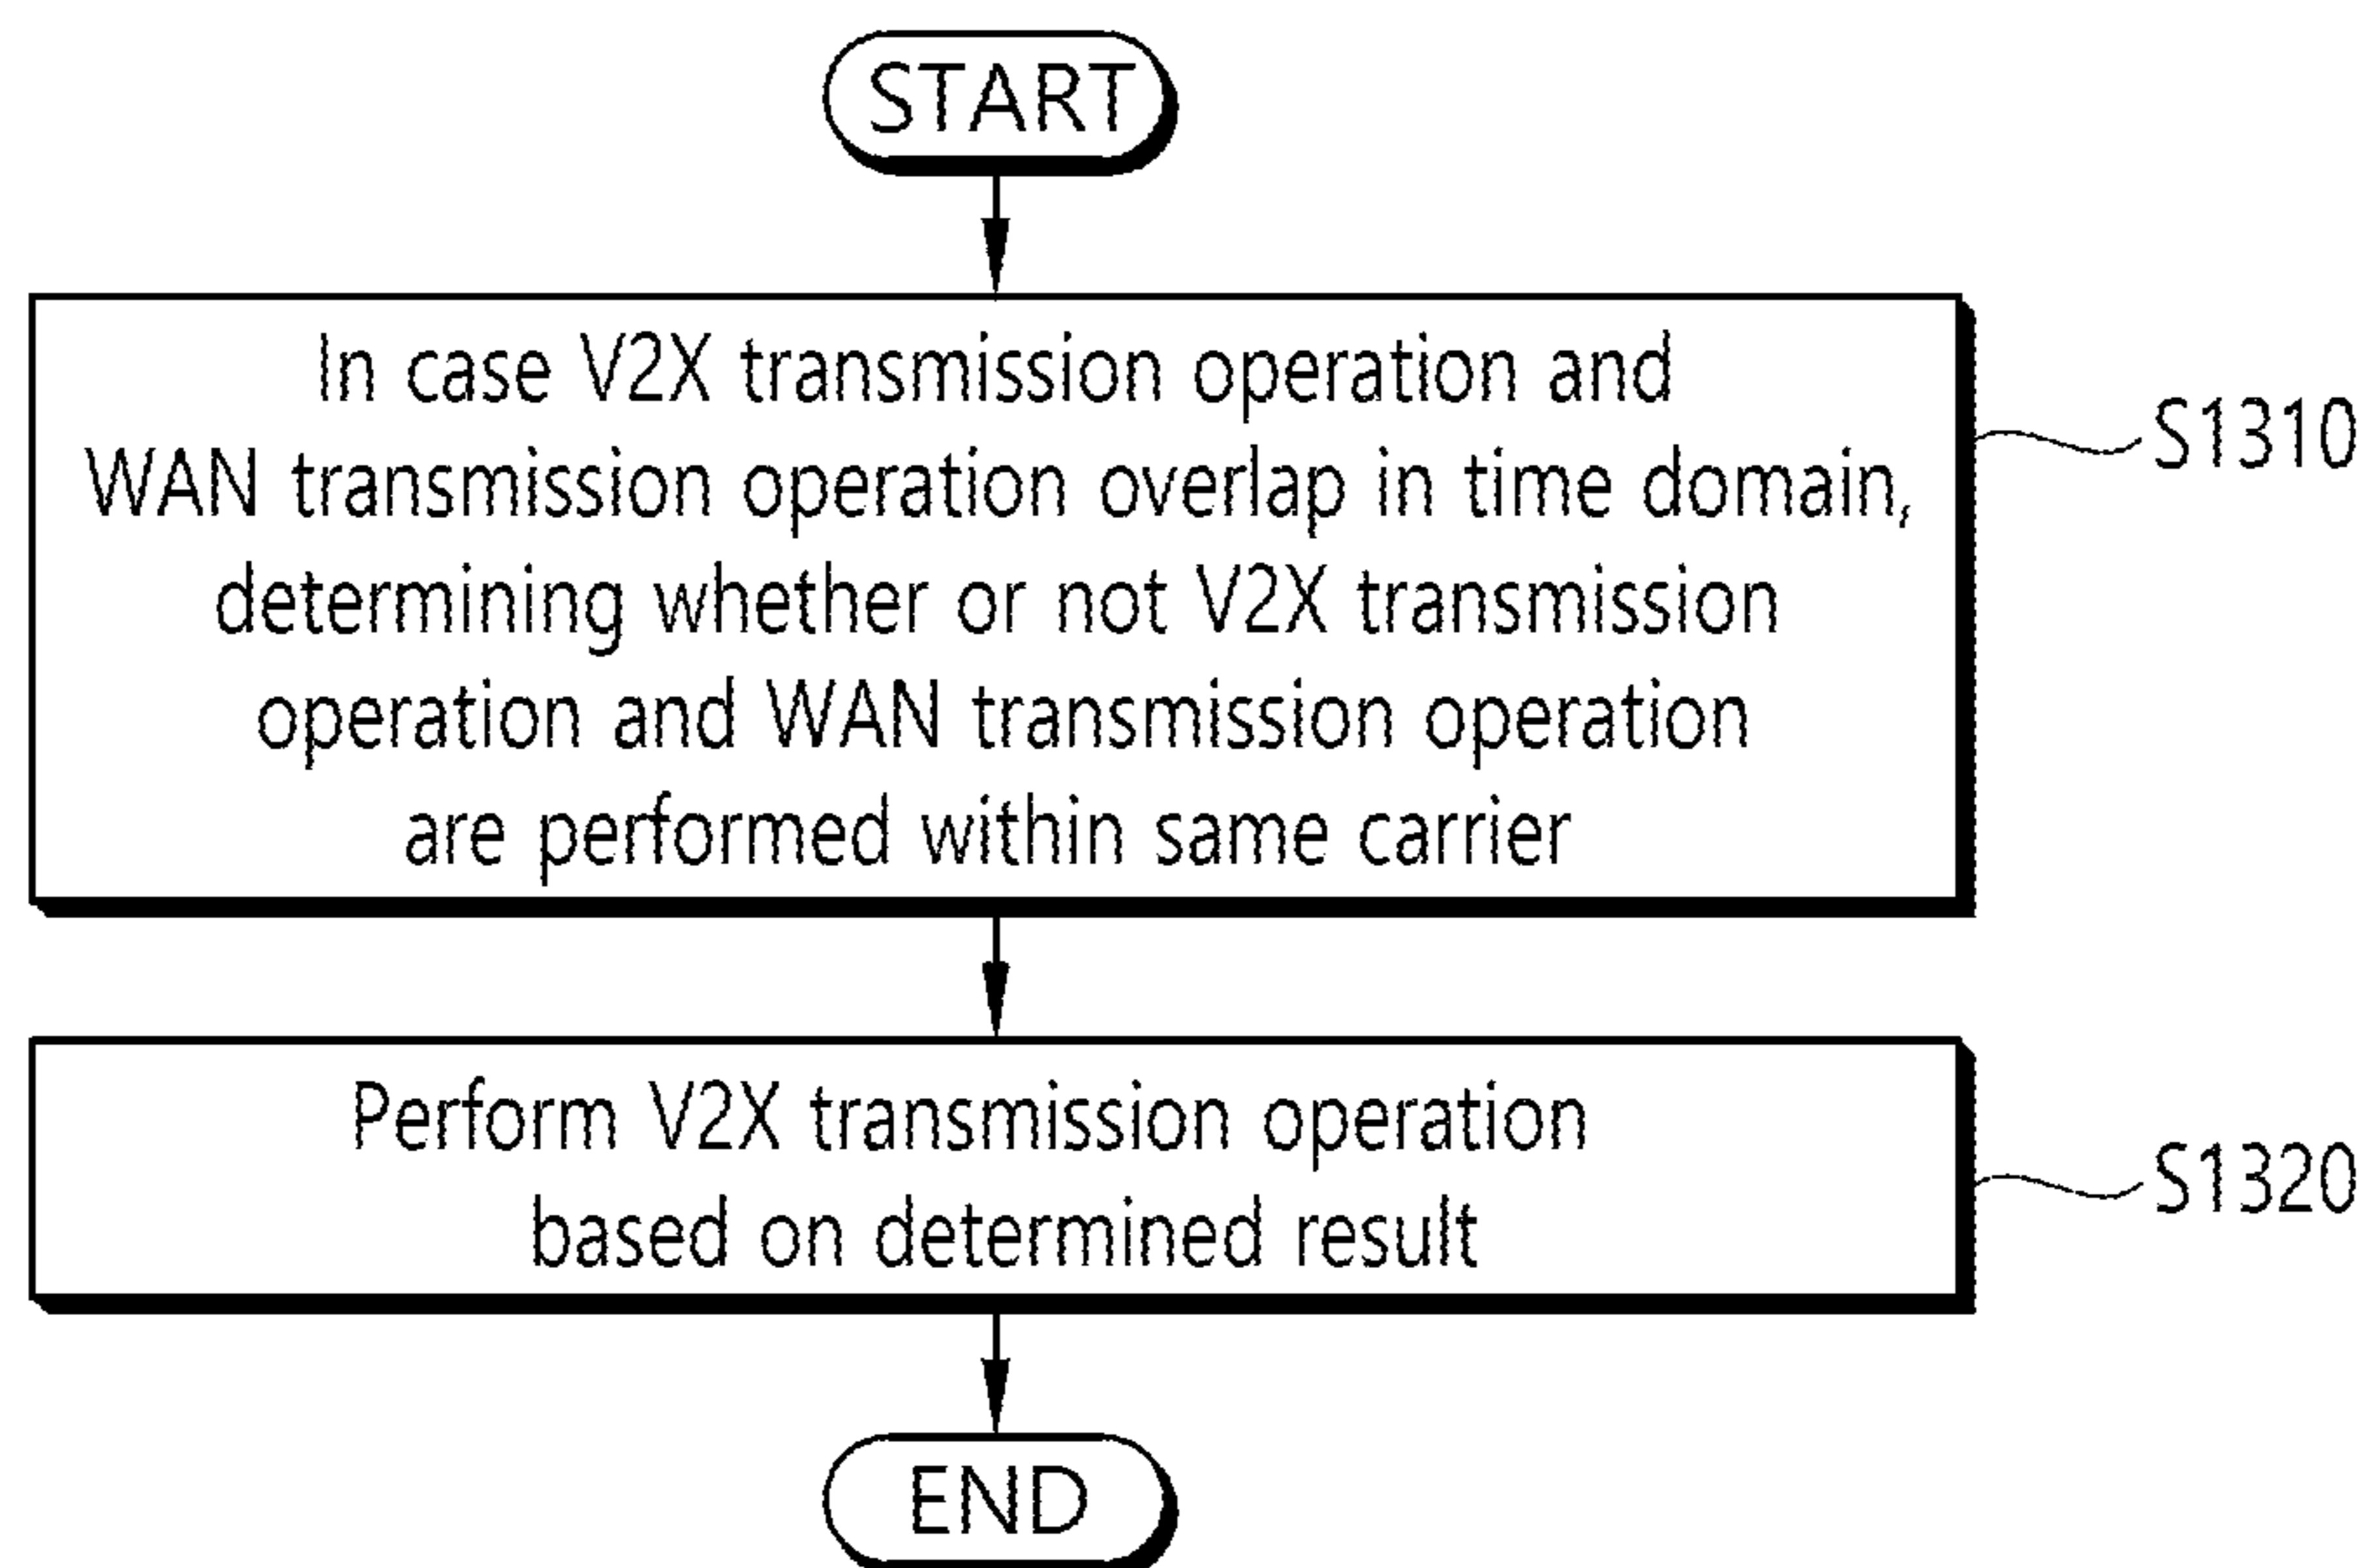 START
In case V2X transmission operation and
WAN transmission operation overlap in time domain,
determining whether or not V2X transmission
operation and WAN transmission operation
are performed within same carrier
S1310
Perform V2X transmission operation
based on determined result
S1320
END